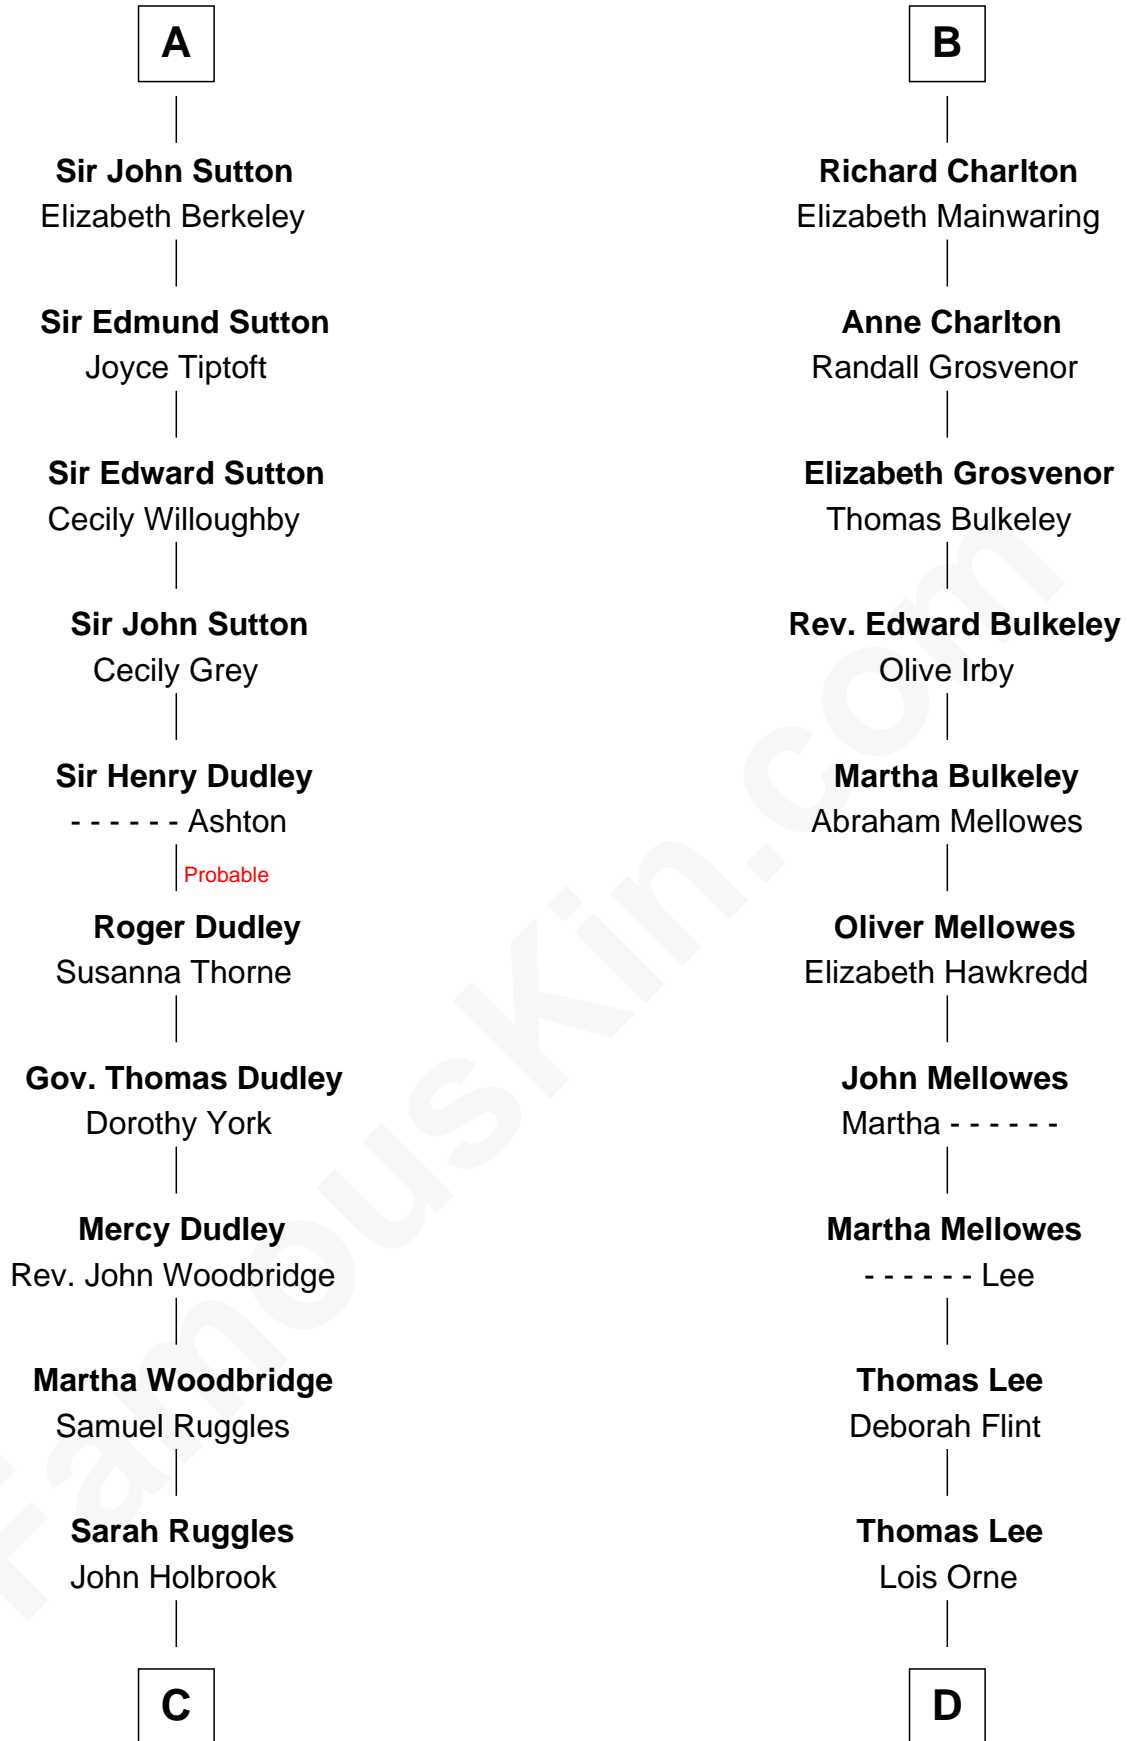 A
Sir John Sutton
Elizabeth Berkeley
Sir Edmund Sutton
Joyce Tiptoft
Sir Edward Sutton
Cecily Willoughby
Sir John Sutton
Cecily Grey
Sir Henry Dudley
- - - - - - Ashton
Probable
Roger Dudley
Susanna Thorne
Gov. Thomas Dudley
Dorothy York
Mercy Dudley
Rev. John Woodbridge
Martha Woodbridge
Samuel Ruggles
Sarah Ruggles
John Holbrook
C
B
Richard Charlton
Elizabeth Mainwaring
Anne Charlton
Randall Grosvenor
Elizabeth Grosvenor
Thomas Bulkeley
Rev. Edward Bulkeley
Olive Irby
Martha Bulkeley
Abraham Mellowes
Oliver Mellowes
Elizabeth Hawkredd
John Mellowes
Martha - - - - - -
Martha Mellowes
- - - - - - Lee
Thomas Lee
Deborah Flint
Thomas Lee
Lois Orne
D
FamousKin.com